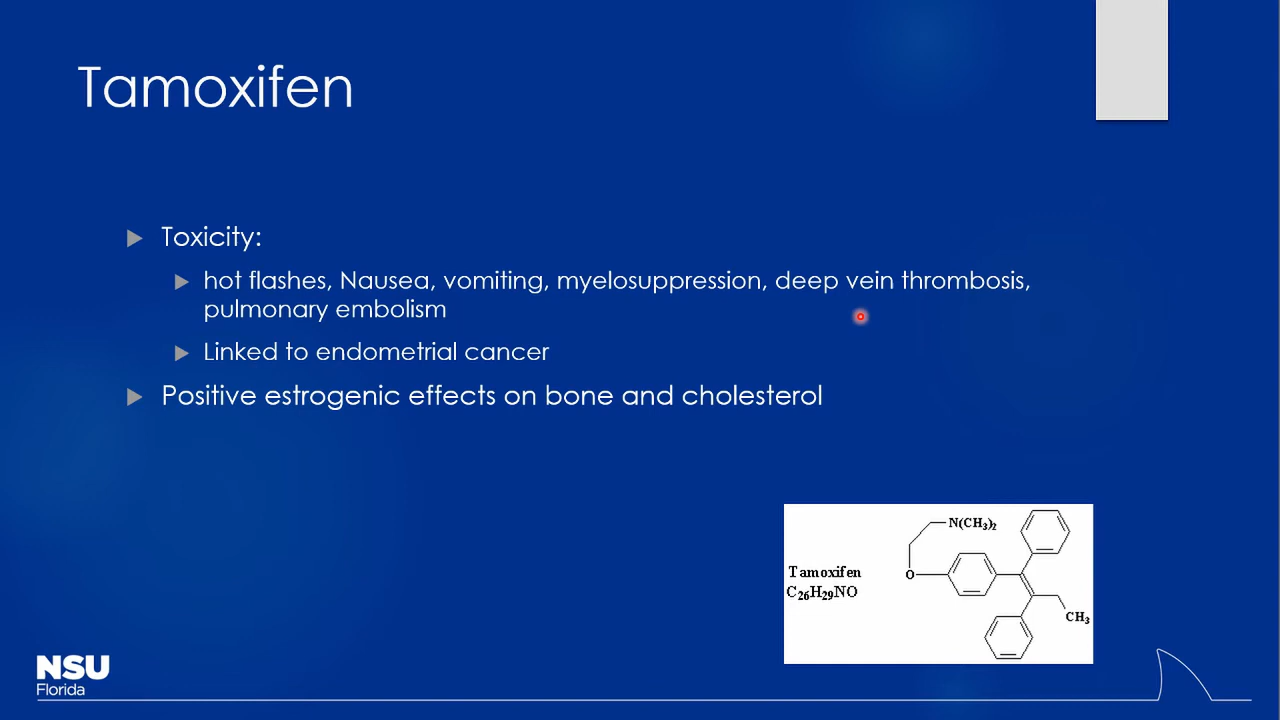 Tamoxifen
Toxicity:
hot flashes, Nausea, vomiting, myelosuppression, deep vein thrombosis,
pulmonary embolism
Linked to endometrial cancer
Positive estrogenic effects on bone and cholesterol
N(CH₃)₂
Tamoxifen
C₂₆H₂₉NO
O
CH₃
NSU
Florida